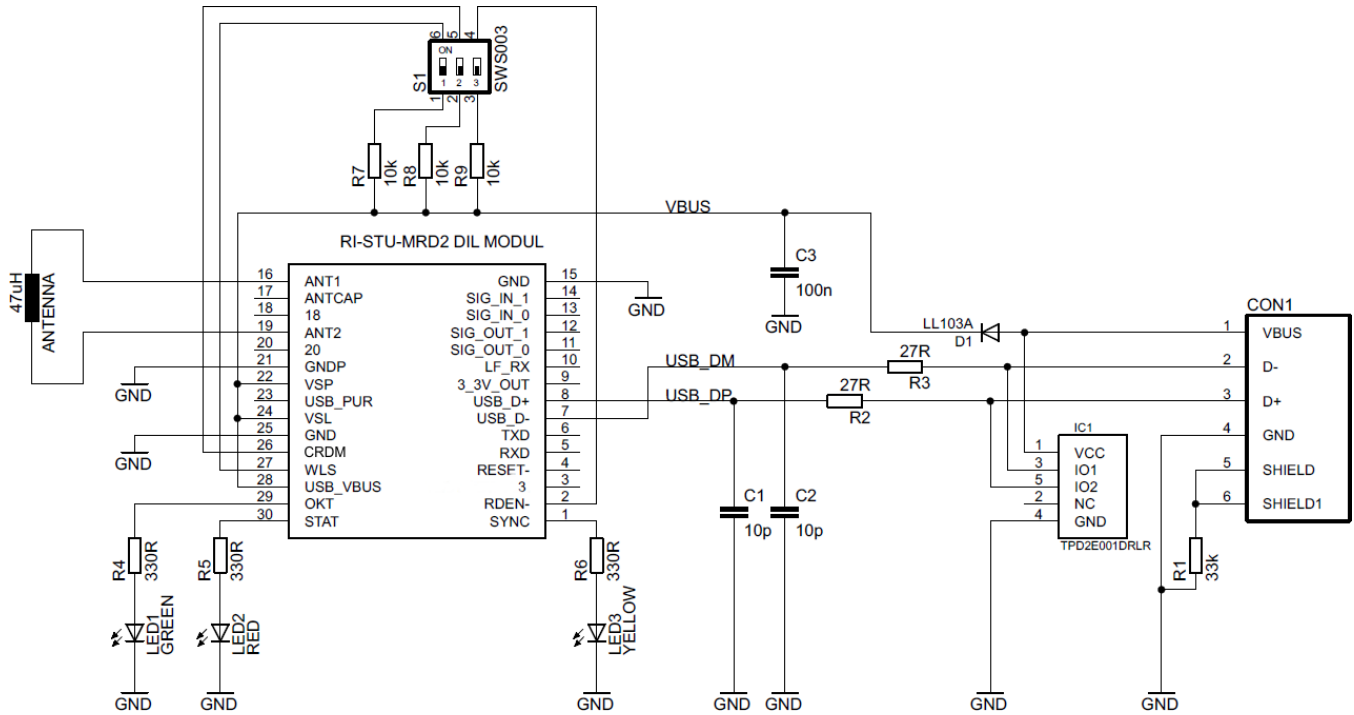 6 5 4
ON
1 2 3
S1
SWS003
1 2 3
R7 10k R8 10k R9 10k
VBUS
RI-STU-MRD2 DIL MODUL
47uH
ANTENNA
16 ANT1
17 ANTCAP
18 18
19 ANT2
20 20
21 GNDP
22 VSP
23 USB_PUR
24 VSL
25 GND
26 CRDM
27 WLS
28 USB_VBUS
29 OKT
30 STAT
GND 15
SIG_IN_1 14
SIG_IN_0 13
SIG_OUT_1 12
SIG_OUT_0 11
LF_RX 10
3_3V_OUT 9
USB_D+ 8
USB_D- 7
TXD 6
RXD 5
RESET- 4
3 3
RDEN- 2
SYNC 1
GND
GND
GND
C3
100n
GND
LL103A
D1
USB_DM
27R
R3
USB_DP
27R
R2
CON1
1 VBUS
2 D-
3 D+
4 GND
5 SHIELD
6 SHIELD1
IC1
1 VCC
3 IO1
5 IO2
2 NC
4 GND
TPD2E001DRLR
C1
10p
C2
10p
R1
33k
R4
330R
R5
330R
R6
330R
LED1
GREEN
LED2
RED
LED3
YELLOW
GND GND GND GND GND GND GND